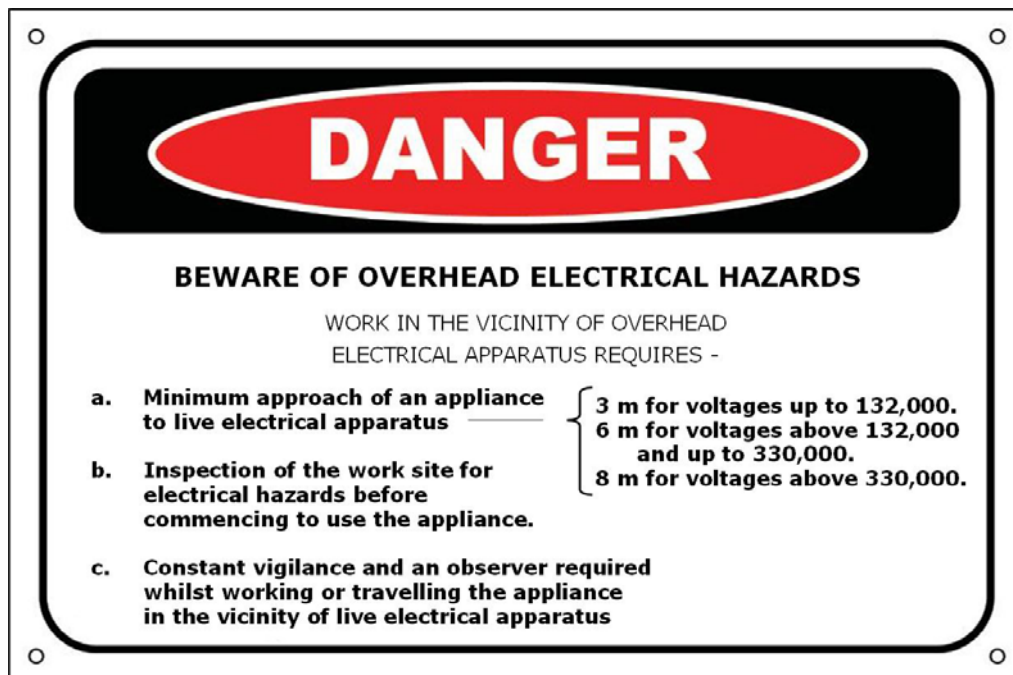 DANGER
BEWARE OF OVERHEAD ELECTRICAL HAZARDS
WORK IN THE VICINITY OF OVERHEAD
ELECTRICAL APPARATUS REQUIRES -
a. Minimum approach of an appliance
to live electrical apparatus
3 m for voltages up to 132,000.
6 m for voltages above 132,000
and up to 330,000.
8 m for voltages above 330,000.
b. Inspection of the work site for
electrical hazards before
commencing to use the appliance.
c. Constant vigilance and an observer required
whilst working or travelling the appliance
in the vicinity of live electrical apparatus